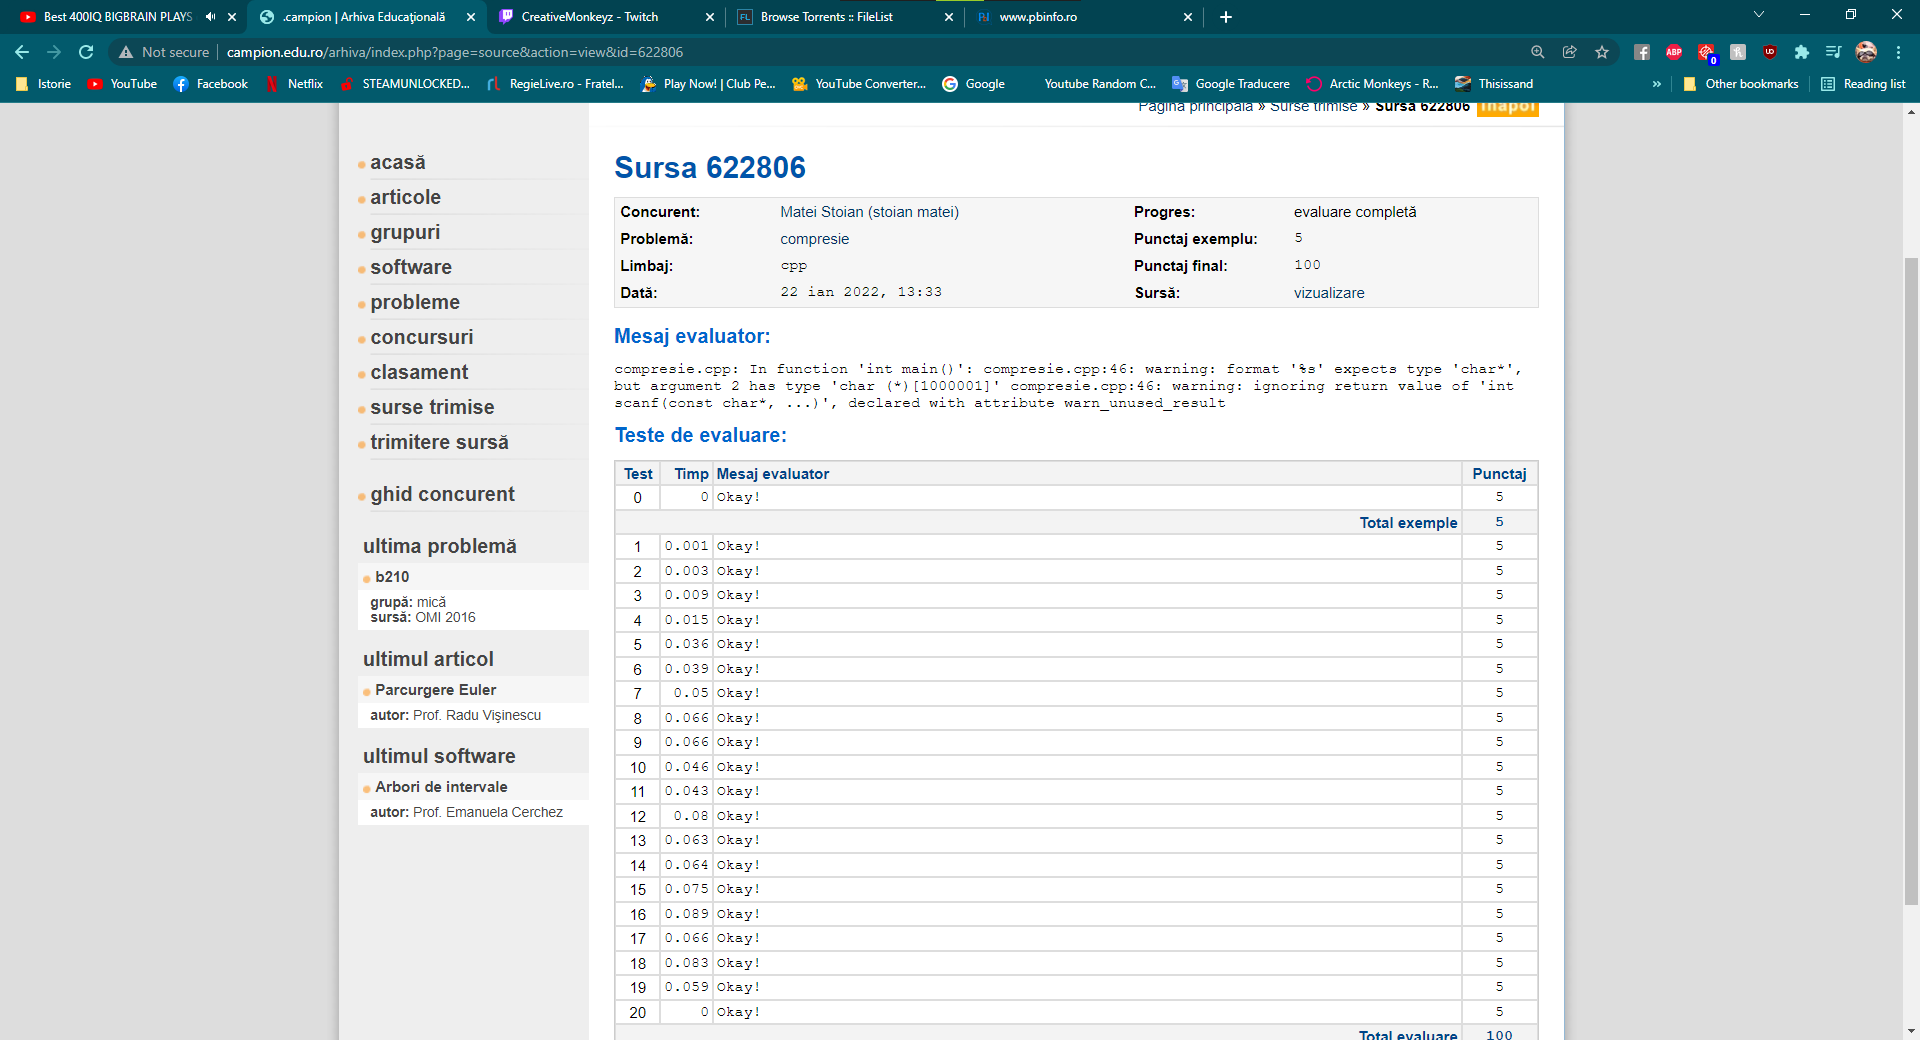 Best 400IQ BIGBRAIN PLAYS
.campion | Arhiva Educaţională
CreativeMonkeyz - Twitch
FL Browse Torrents :: FileList
www.pbinfo.ro
Not secure | campion.edu.ro/arhiva/index.php?page=source&action=view&id=622806
Istorie YouTube Facebook Netflix STEAMUNLOCKED... RegieLive.ro - Fratel... Play Now! | Club Pe... YouTube Converter... Google Youtube Random C... Google Traducere Arctic Monkeys - R... Thisissand » Other bookmarks Reading list
Pagina principală » Surse trimise » Sursa 622806 Inapoi
acasă
articole
grupuri
software
probleme
concursuri
clasament
surse trimise
trimitere sursă
ghid concurent
ultima problemă
b210
grupă: mică
sursă: OMI 2016
ultimul articol
Parcurgere Euler
autor: Prof. Radu Vişinescu
ultimul software
Arbori de intervale
autor: Prof. Emanuela Cerchez
Sursa 622806
Concurent: Matei Stoian (stoian matei) Progres: evaluare completă
Problemă: compresie Punctaj exemplu: 5
Limbaj: cpp Punctaj final: 100
Dată: 22 ian 2022, 13:33 Sursă: vizualizare
Mesaj evaluator:
compresie.cpp: In function 'int main()': compresie.cpp:46: warning: format '%s' expects type 'char*',
but argument 2 has type 'char (*)[1000001]' compresie.cpp:46: warning: ignoring return value of 'int
scanf(const char*, ...)', declared with attribute warn_unused_result
Teste de evaluare:
Test Timp Mesaj evaluator Punctaj
0 0 Okay! 5
Total exemple 5
1 0.001 Okay! 5
2 0.003 Okay! 5
3 0.009 Okay! 5
4 0.015 Okay! 5
5 0.036 Okay! 5
6 0.039 Okay! 5
7 0.05 Okay! 5
8 0.066 Okay! 5
9 0.066 Okay! 5
10 0.046 Okay! 5
11 0.043 Okay! 5
12 0.08 Okay! 5
13 0.063 Okay! 5
14 0.064 Okay! 5
15 0.075 Okay! 5
16 0.089 Okay! 5
17 0.066 Okay! 5
18 0.083 Okay! 5
19 0.059 Okay! 5
20 0 Okay! 5
Total evaluare 100